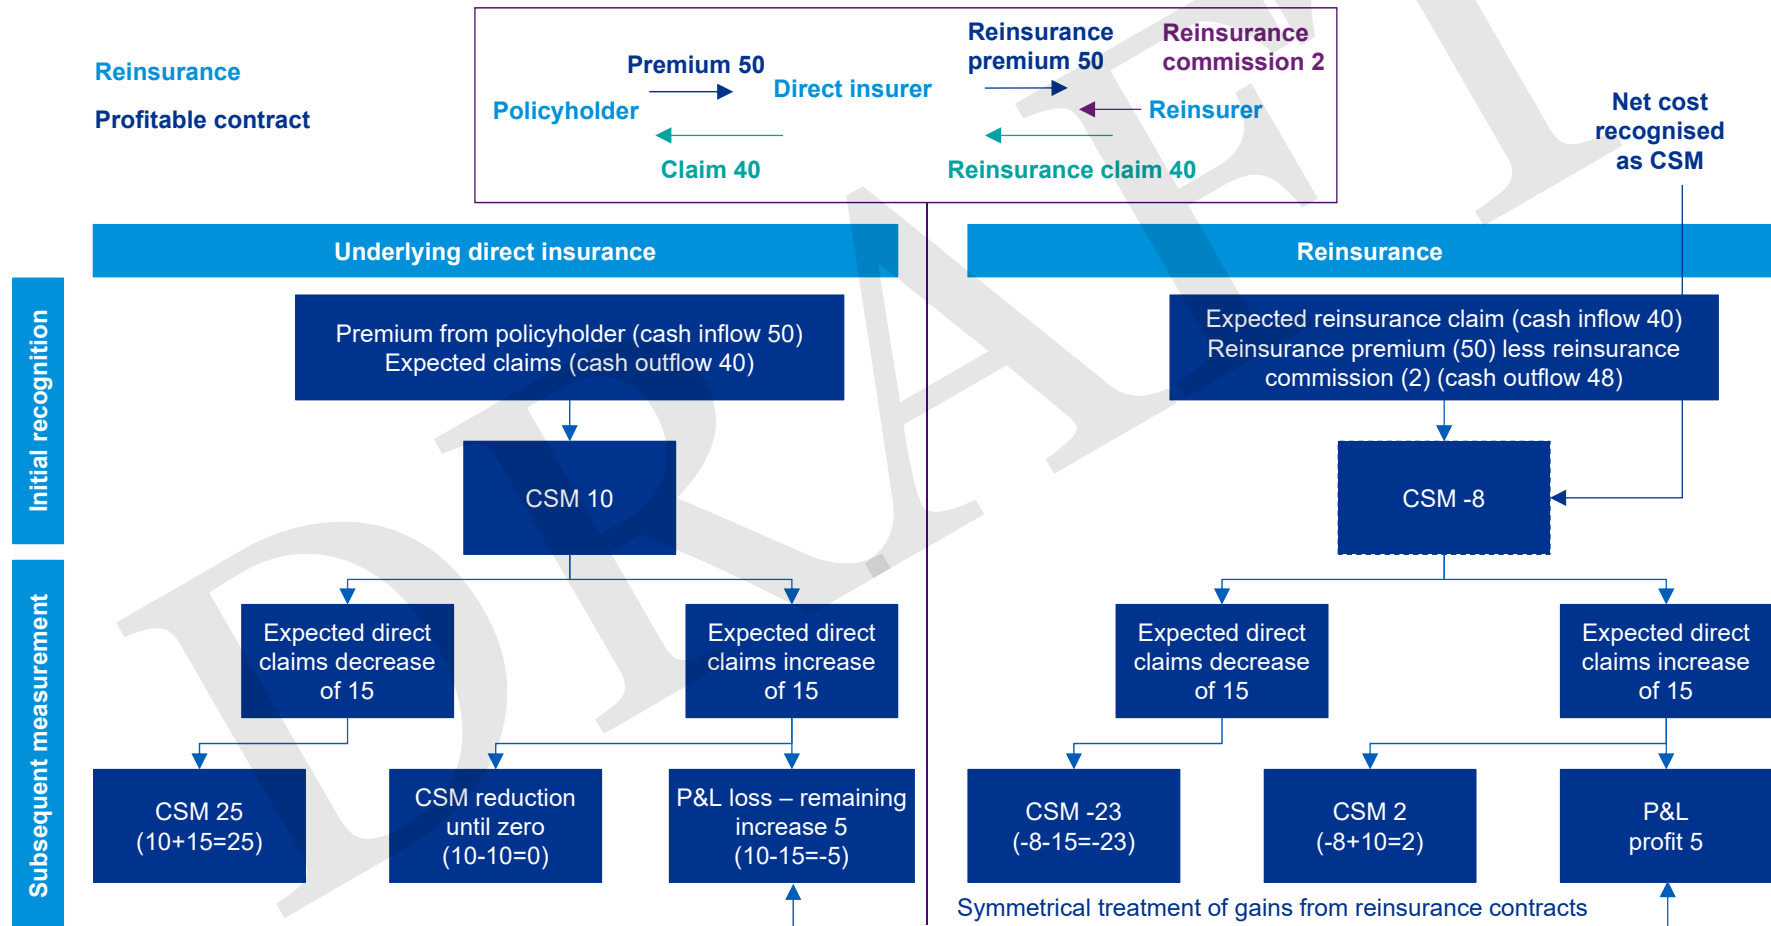 Reinsurance
Profitable contract
Premium 50
Reinsurance
premium 50
Reinsurance
commission 2
Policyholder
Direct insurer
Reinsurer
Claim 40
Reinsurance claim 40
Net cost
recognised
as CSM
Underlying direct insurance
Reinsurance
Initial recognition
Premium from policyholder (cash inflow 50)
Expected claims (cash outflow 40)
Expected reinsurance claim (cash inflow 40)
Reinsurance premium (50) less reinsurance
commission (2) (cash outflow 48)
CSM 10
CSM -8
Subsequent measurement
Expected direct
claims decrease
of 15
Expected direct
claims increase
of 15
Expected direct
claims decrease
of 15
Expected direct
claims increase
of 15
CSM 25
(10+15=25)
CSM reduction
until zero
(10-10=0)
P&L loss – remaining
increase 5
(10-15=-5)
CSM -23
(-8-15=-23)
CSM 2
(-8+10=2)
P&L
profit 5
Symmetrical treatment of gains from reinsurance contracts
DRAFT